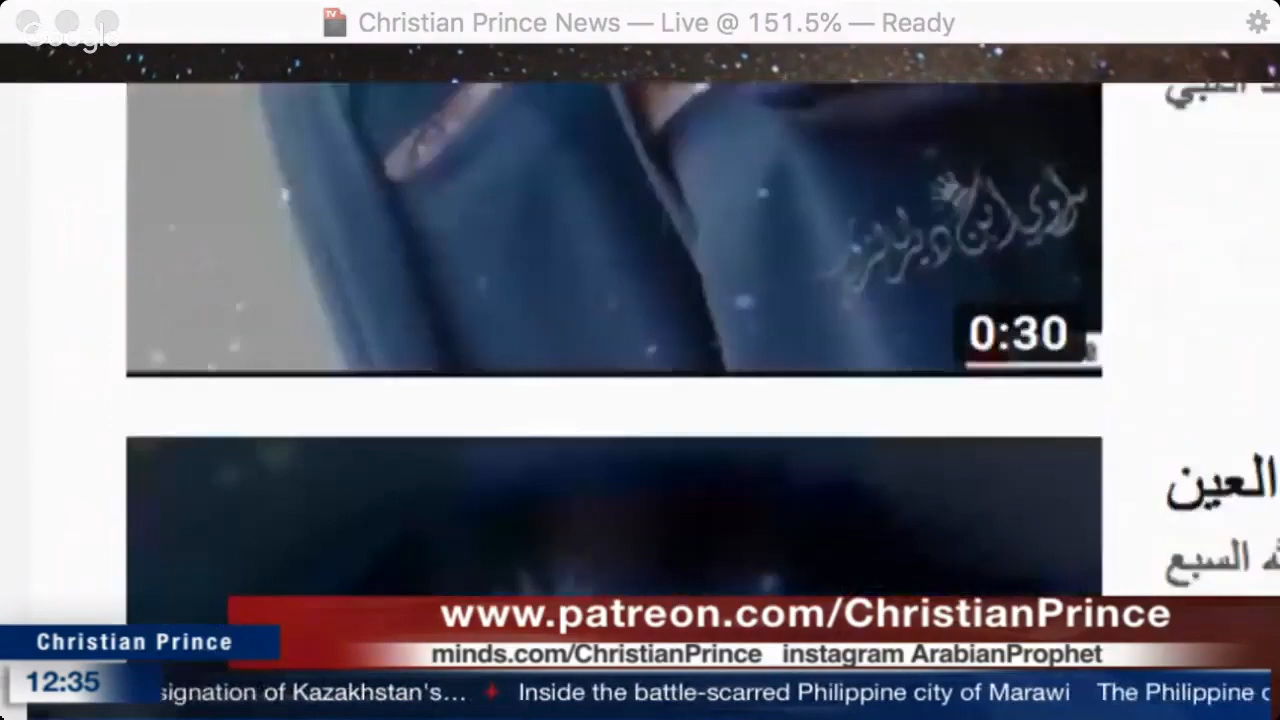 Christian Prince News — Live @ 151.5% — Ready
Google
0:30
العين
السبع
www.patreon.com/ChristianPrince
Christian Prince
minds.com/ChristianPrince instagram ArabianProphet
12:35
signation of Kazakhstan's... Inside the battle-scarred Philippine city of Marawi The Philippine